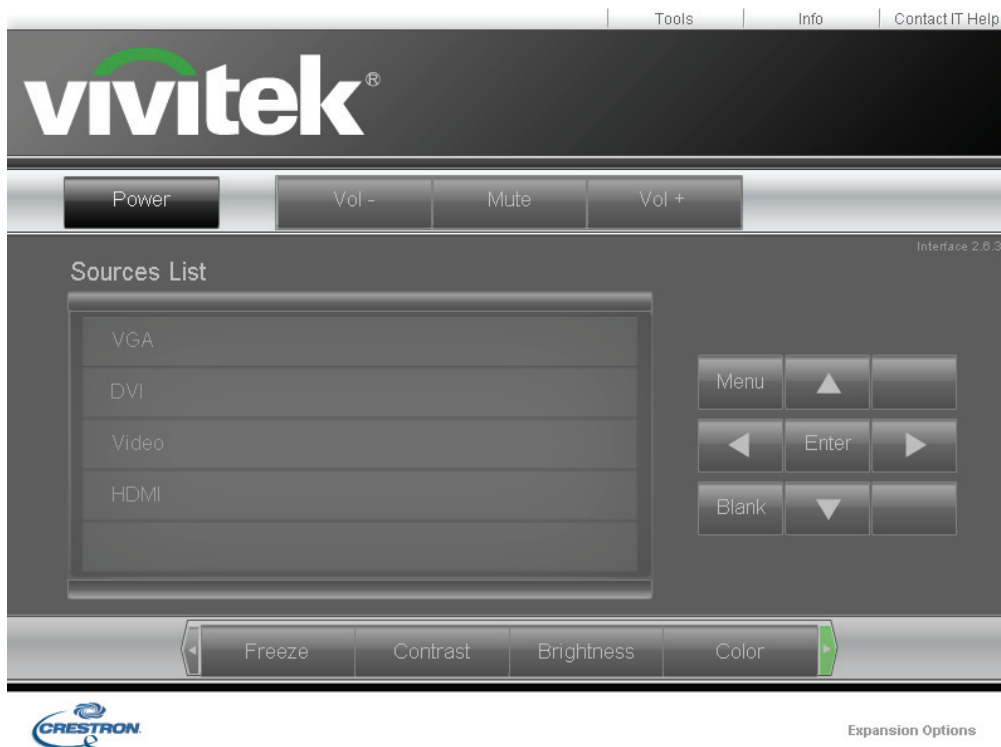 Tools Info Contact IT Help
vivitek®
Power Vol - Mute Vol +
Interface 2.6.3
Sources List
VGA
DVI
Video
HDMI
Menu
Enter
Blank
Freeze Contrast Brightness Color
CRESTRON
Expansion Options